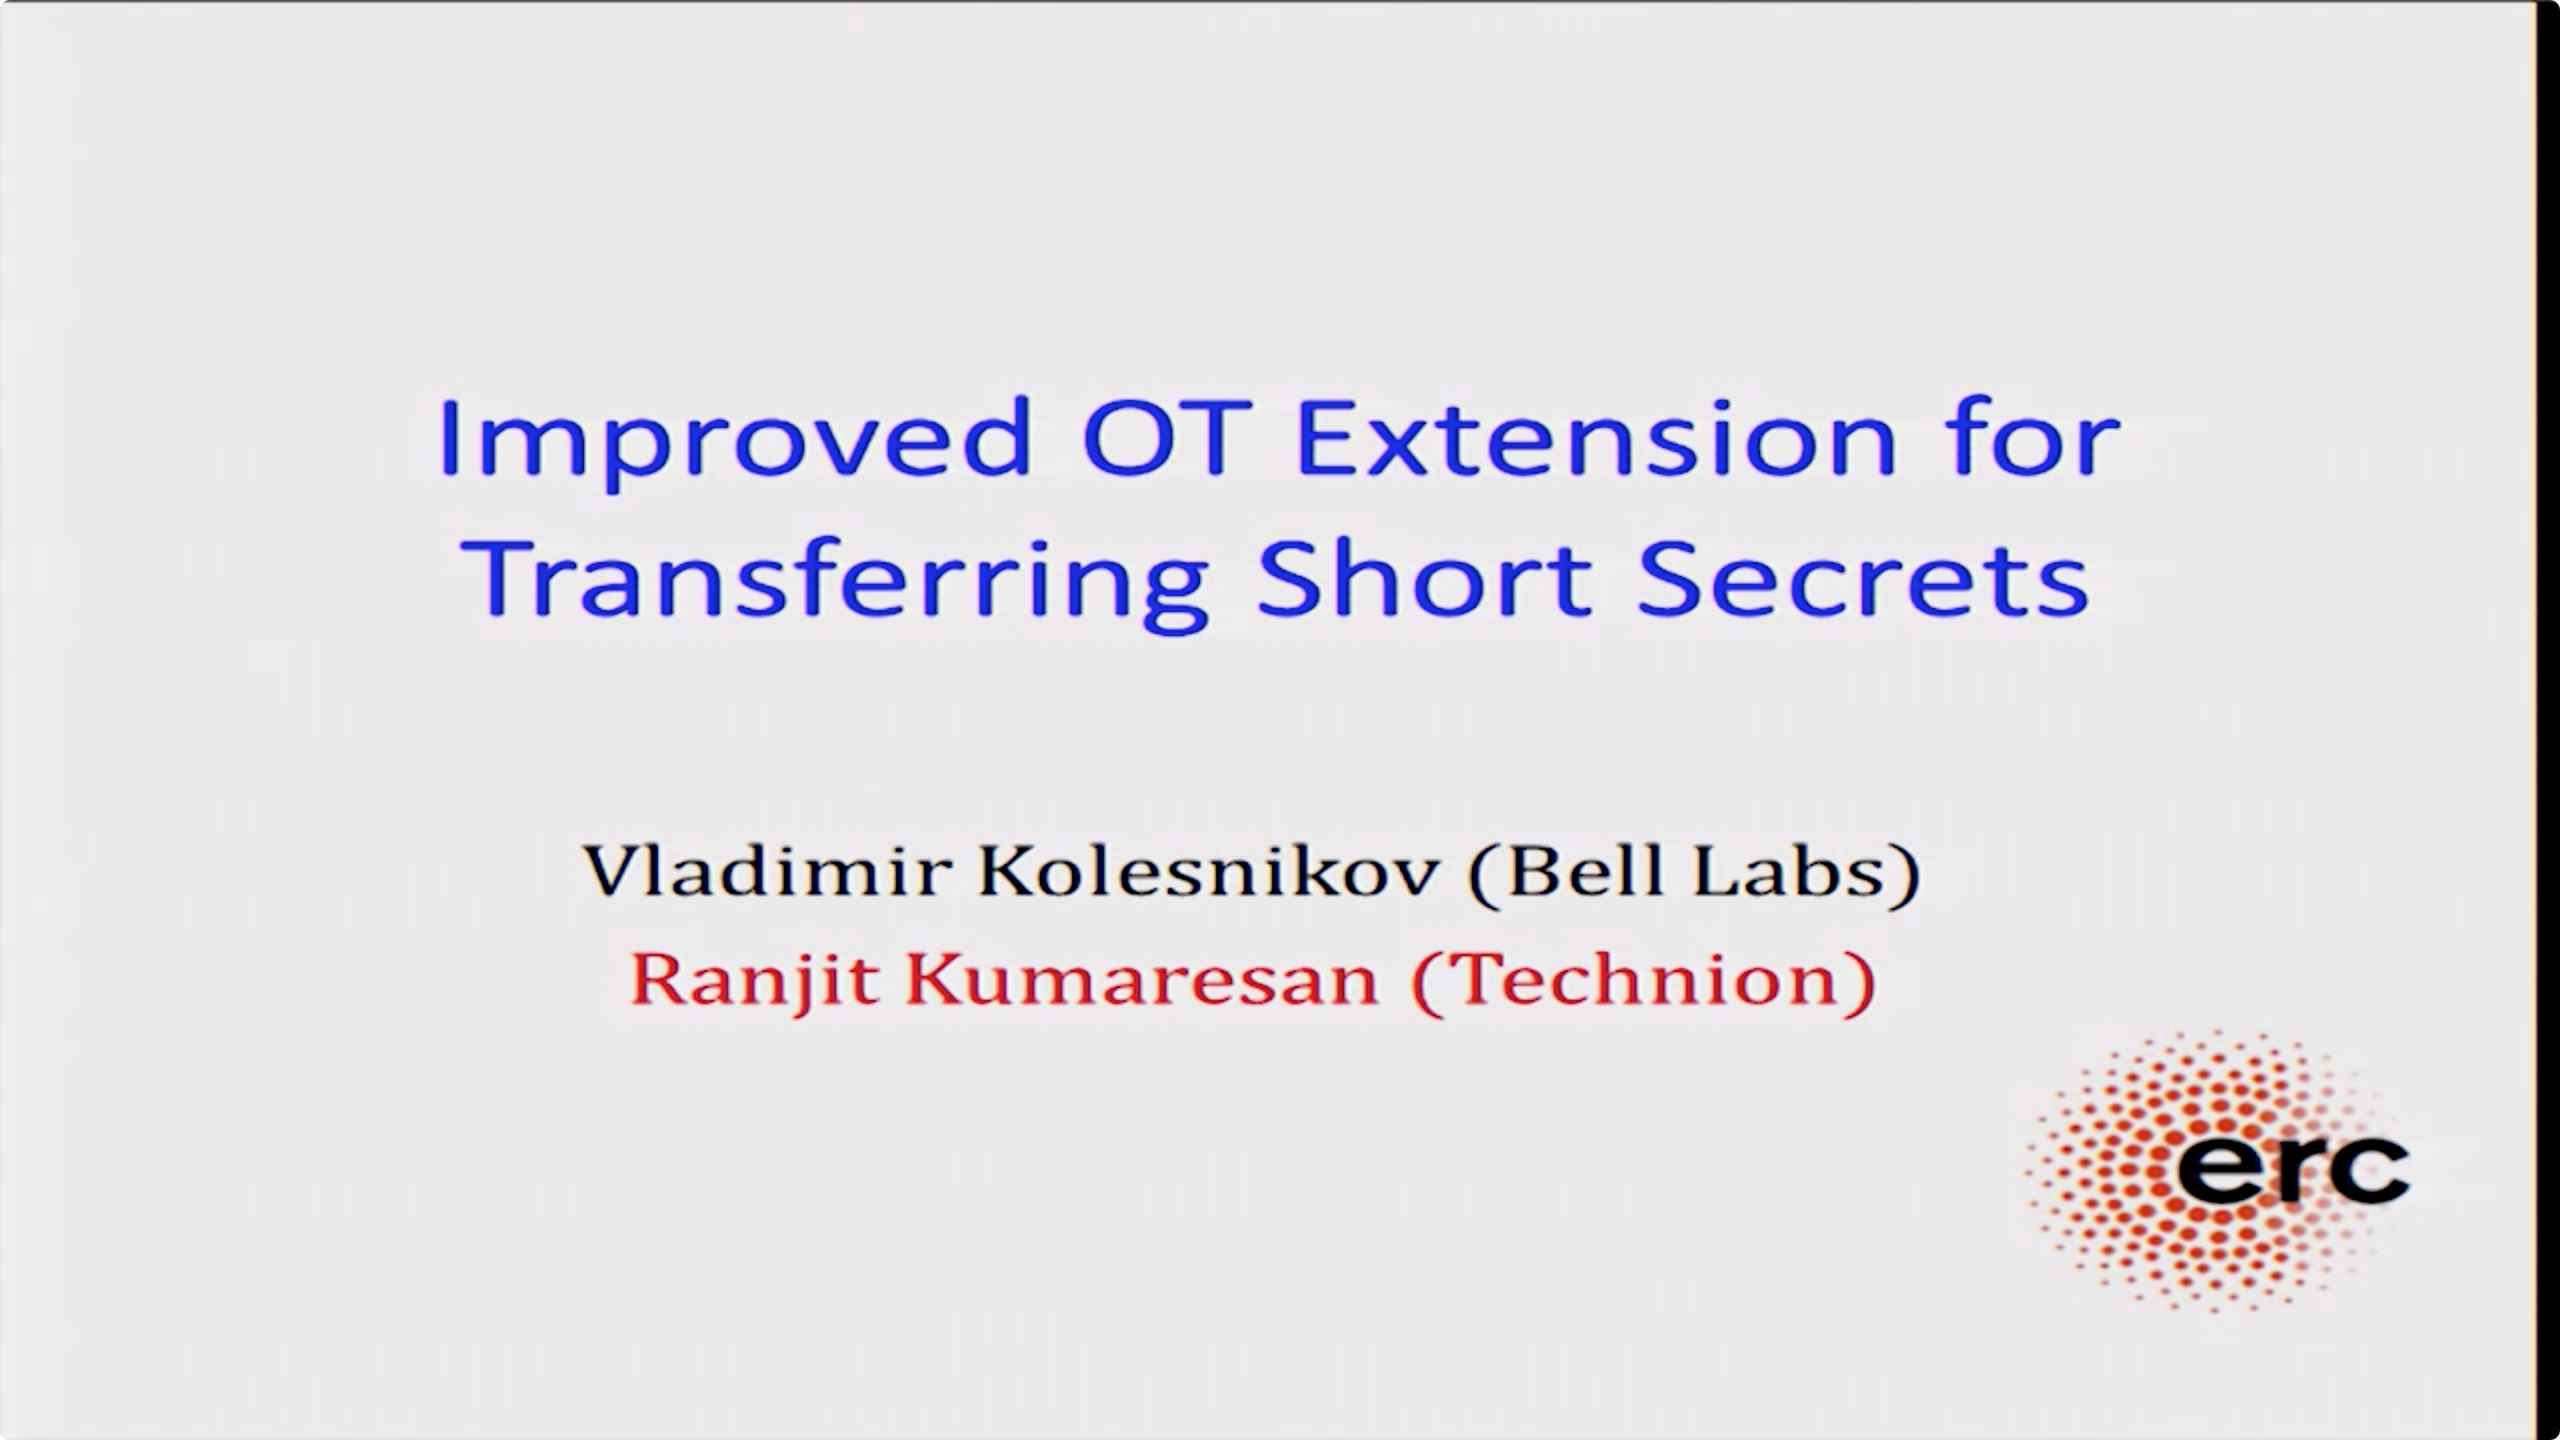 Improved OT Extension for
Transferring Short Secrets
Vladimir Kolesnikov (Bell Labs)
Ranjit Kumaresan (Technion)
erc